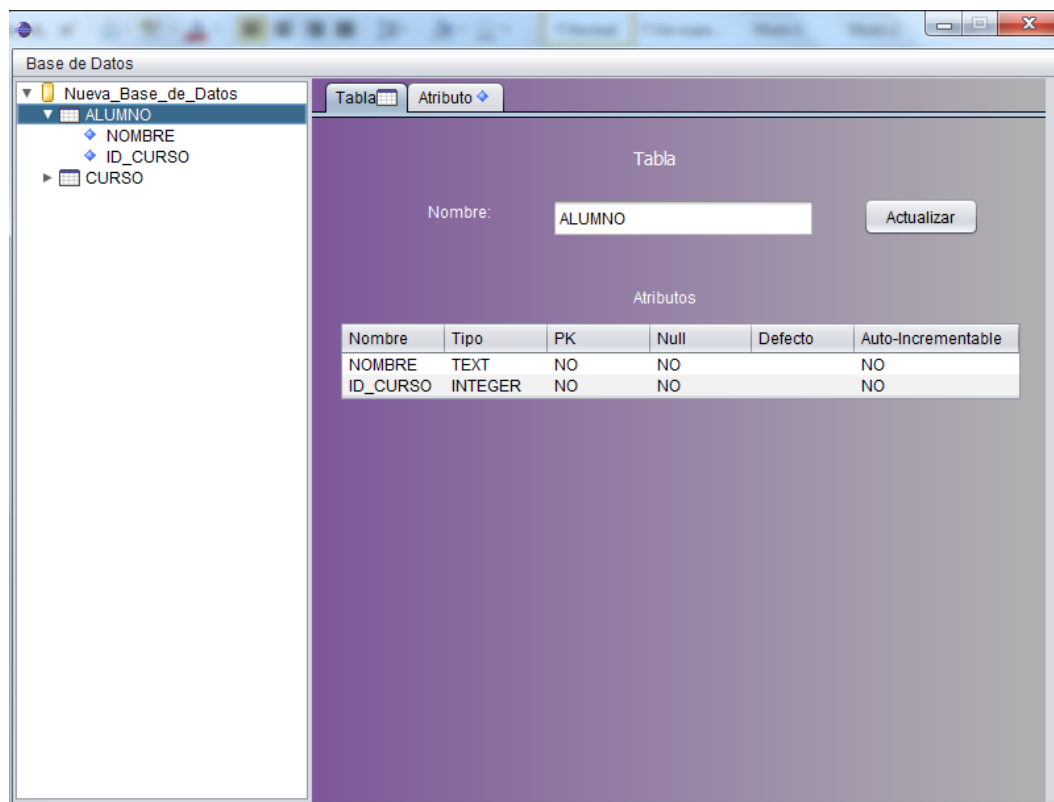 Base de Datos
Nueva_Base_de_Datos
ALUMNO
NOMBRE
ID_CURSO
CURSO
Tabla
Atributo
Tabla
Nombre:
ALUMNO
Actualizar
Atributos
Nombre Tipo PK Null Defecto Auto-Incrementable
NOMBRE TEXT NO NO NO
ID_CURSO INTEGER NO NO NO